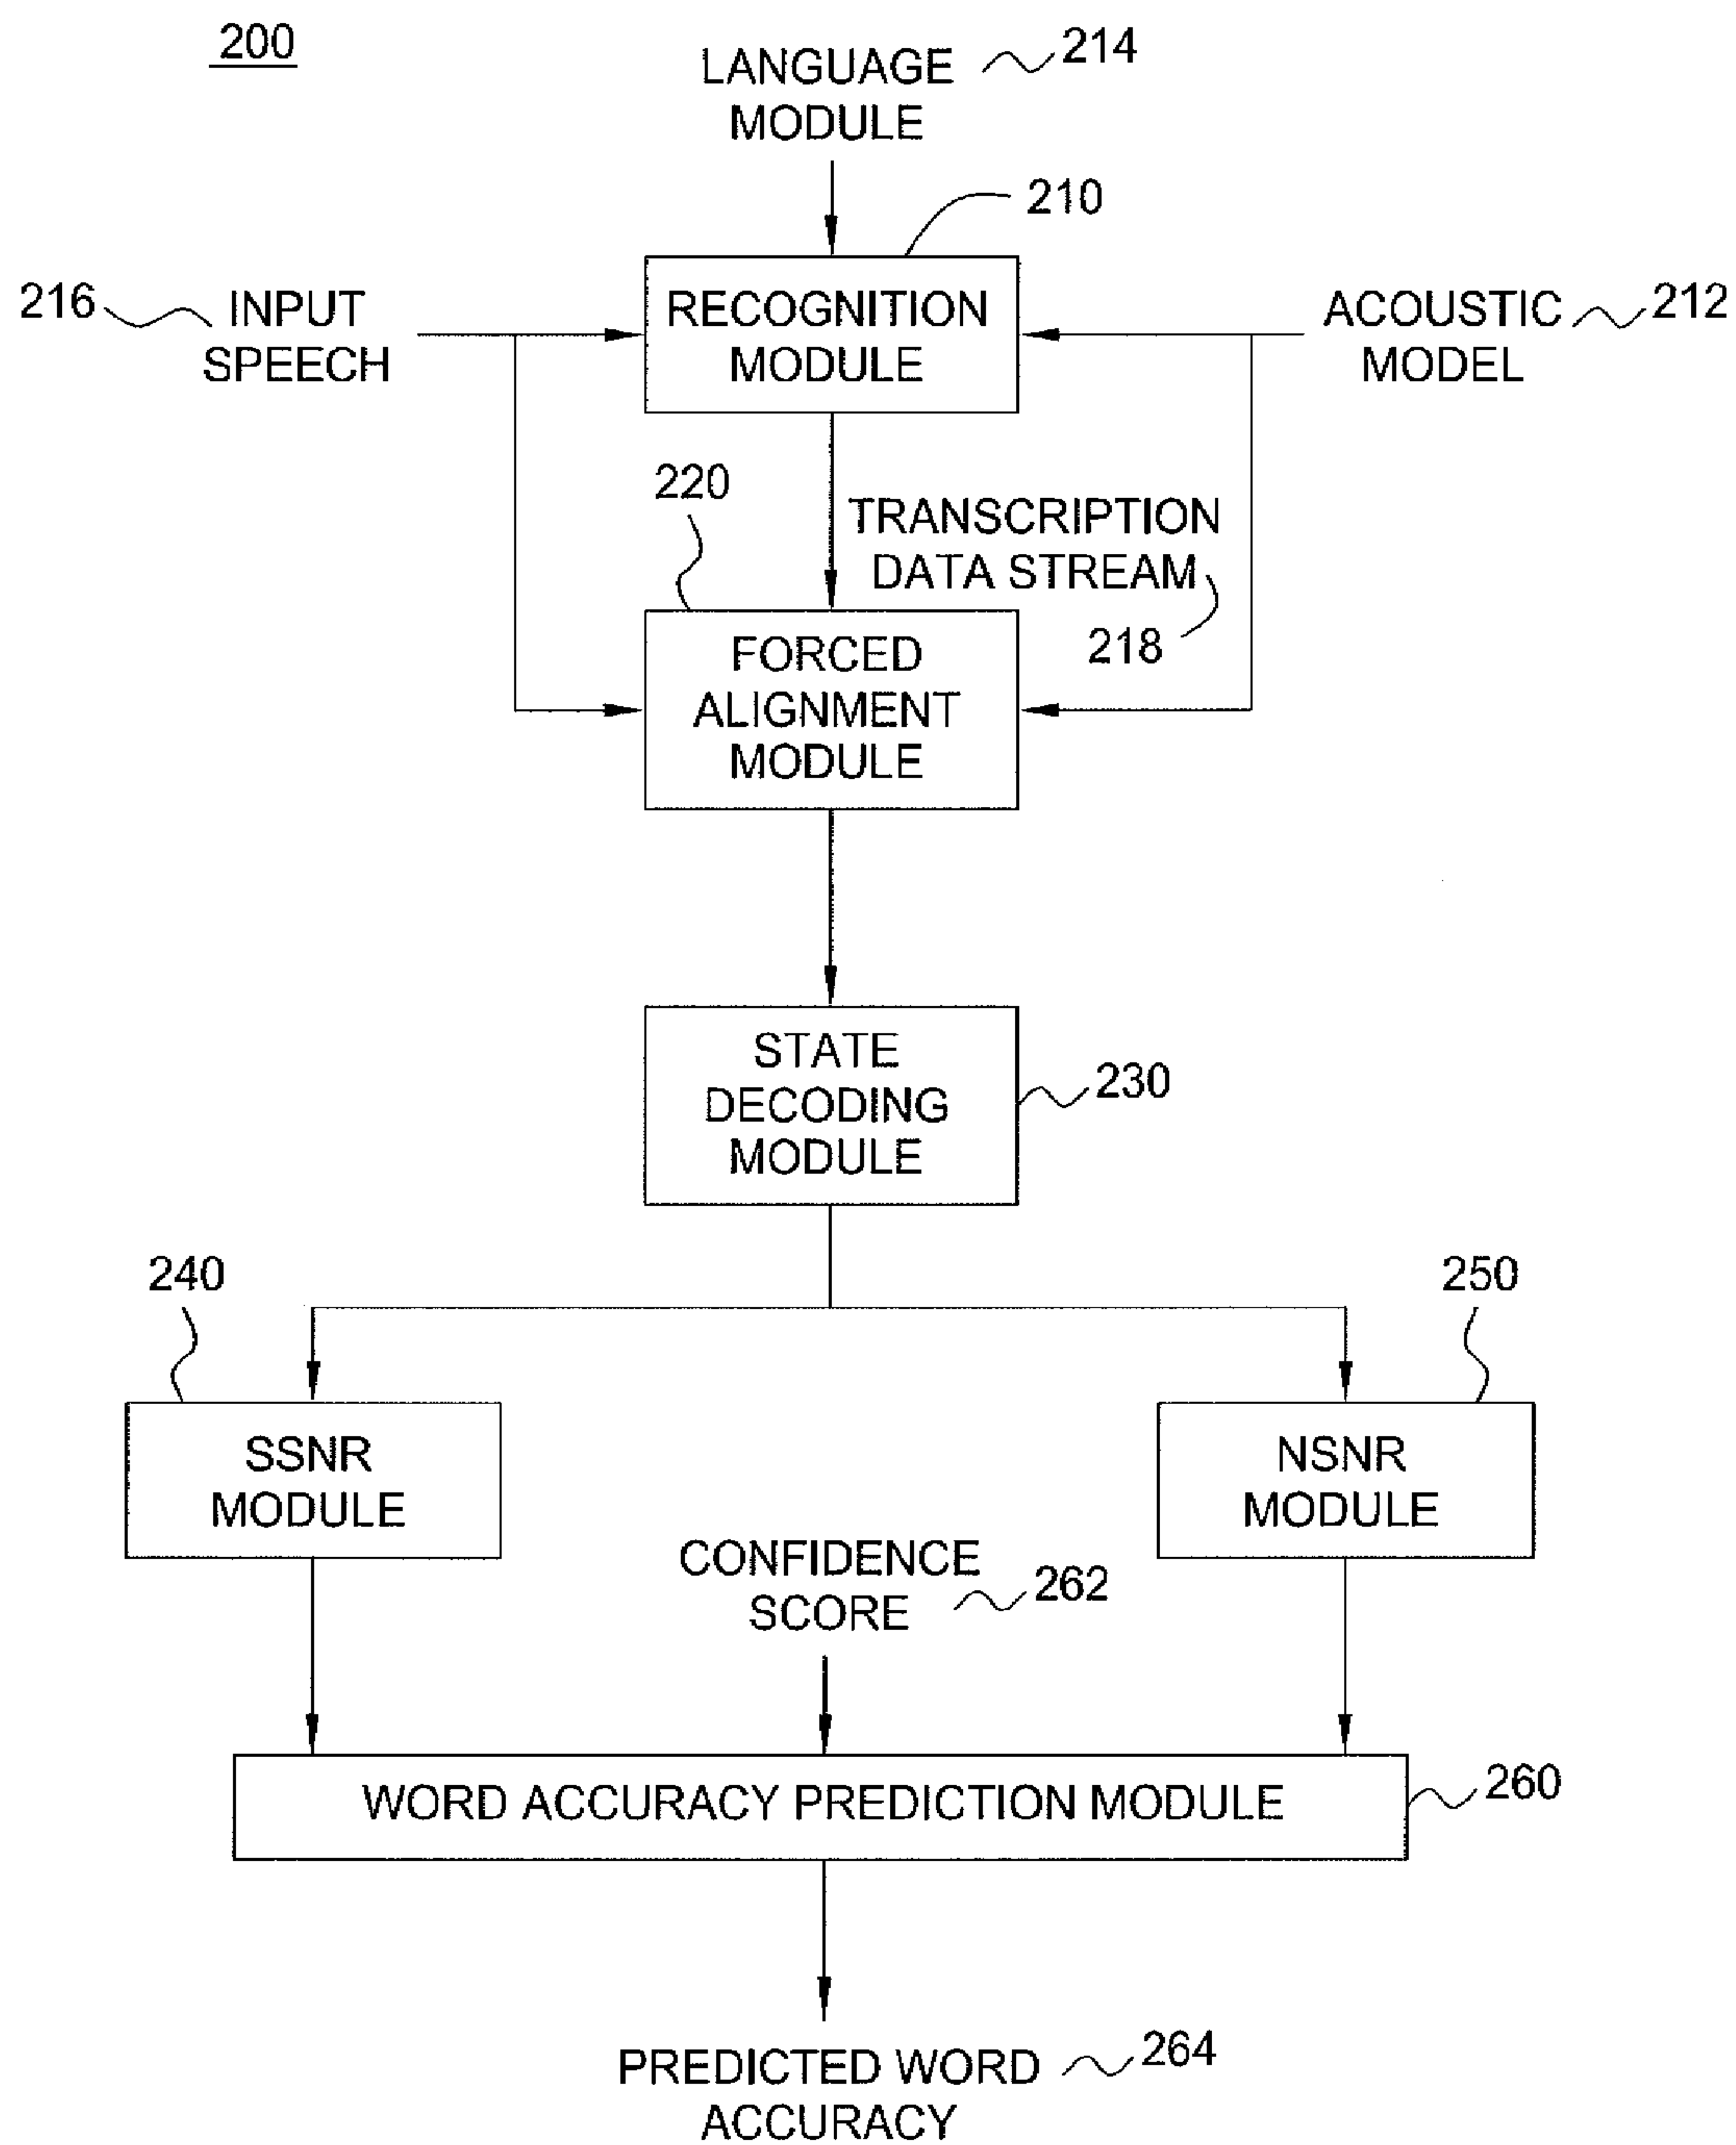 200
LANGUAGE
MODULE
214
210
216
INPUT
SPEECH
RECOGNITION
MODULE
ACOUSTIC
MODEL
212
220
TRANSCRIPTION
DATA STREAM
218
FORCED
ALIGNMENT
MODULE
STATE
DECODING
MODULE
230
240
250
SSNR
MODULE
NSNR
MODULE
CONFIDENCE
SCORE
262
WORD ACCURACY PREDICTION MODULE
260
PREDICTED WORD
ACCURACY
264